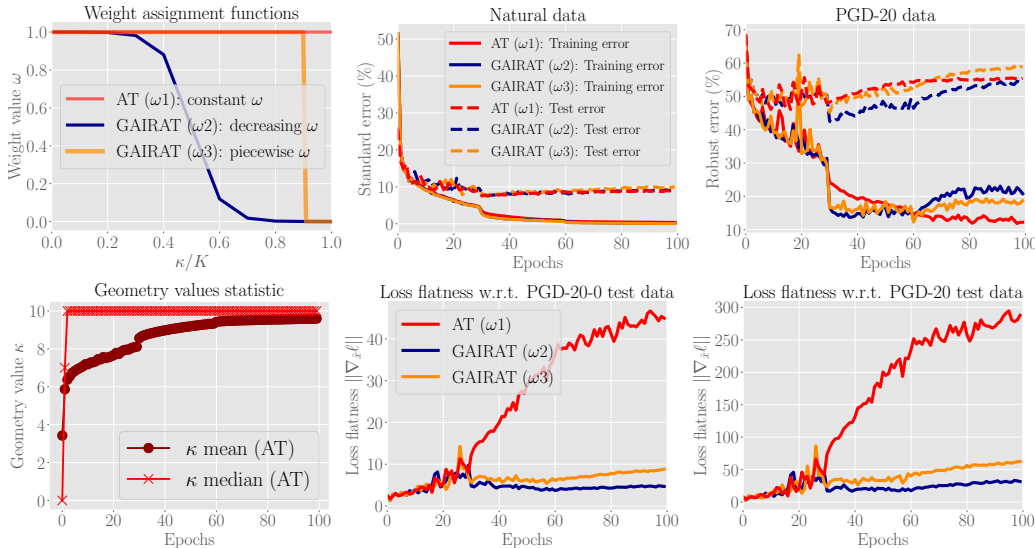 Weight assignment functions
Weight value ω
1.0
0.8
0.6
0.4
0.2
0.0
AT (ω1): constant ω
GAIRAT (ω2): decreasing ω
GAIRAT (ω3): piecewise ω
0.0 0.2 0.4 0.6 0.8 1.0
κ/K
Natural data
Standard error (%)
50
40
30
20
10
0
AT (ω1): Training error
GAIRAT (ω2): Training error
GAIRAT (ω3): Training error
AT (ω1): Test error
GAIRAT (ω2): Test error
GAIRAT (ω3): Test error
0 20 40 60 80 100
Epochs
PGD-20 data
Robust error (%)
70
60
50
40
30
20
10
0 20 40 60 80 100
Epochs
Geometry values statistic
Geometry value κ
10
8
6
4
2
0
κ mean (AT)
κ median (AT)
0 20 40 60 80 100
Epochs
Loss flatness w.r.t. PGD-20-0 test data
Loss flatness ||∇x̃ℓ||
40
20
0
AT (ω1)
GAIRAT (ω2)
GAIRAT (ω3)
0 20 40 60 80 100
Epochs
Loss flatness w.r.t. PGD-20 test data
Loss flatness ||∇x̃ℓ||
300
250
200
150
100
50
0
0 20 40 60 80 100
Epochs